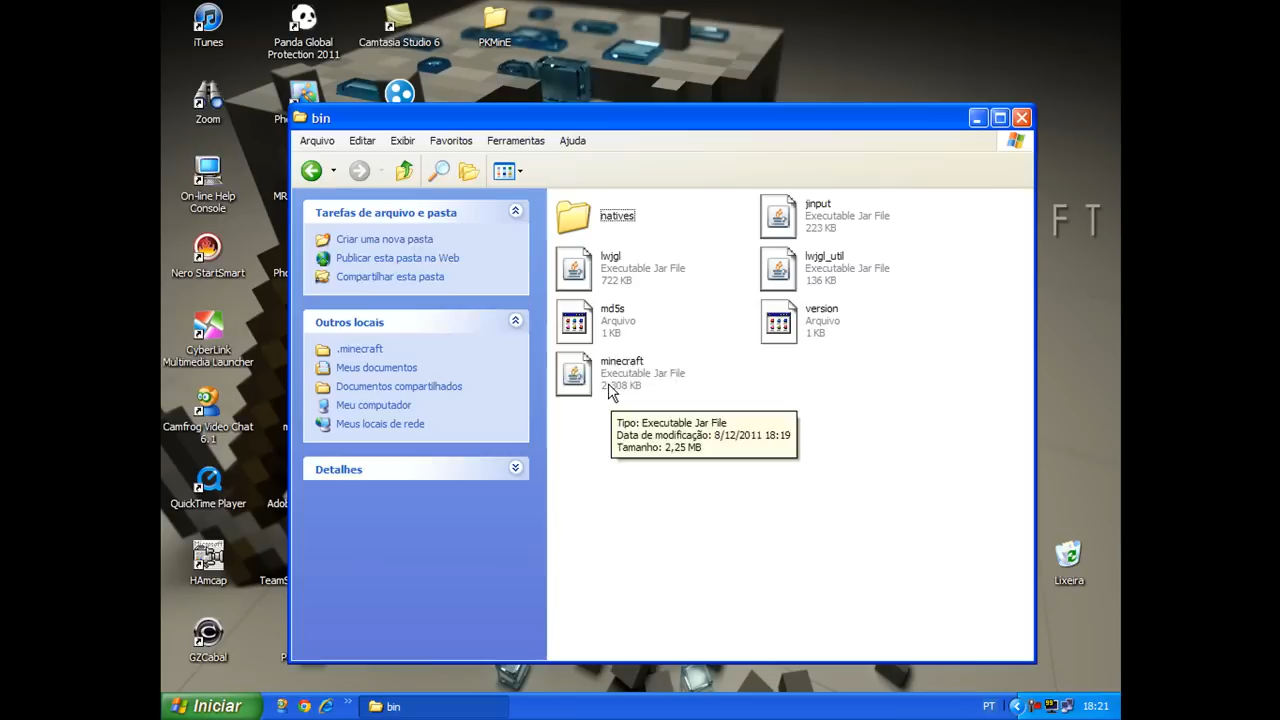 iTunes
Panda Global
Protection 2011
Camtasia Studio 6
PKMinE
Zoom
bin
Arquivo
Editar
Exibir
Favoritos
Ferramentas
Ajuda
On-line Help
Console
Nero StartSmart
CyberLink
Multimedia Launcher
Camfrog Video Chat
6.1
QuickTime Player
HAmcap
GZCabal
Tarefas de arquivo e pasta
Criar uma nova pasta
Publicar esta pasta na Web
Compartilhar esta pasta
Outros locais
.minecraft
Meus documentos
Documentos compartilhados
Meu computador
Meus locais de rede
Detalhes
natives
jinput
Executable Jar File
223 KB
lwjgl
Executable Jar File
722 KB
lwjgl_util
Executable Jar File
136 KB
md5s
Arquivo
1 KB
version
Arquivo
1 KB
minecraft
Executable Jar File
Tipo: Executable Jar File
Data de modificação: 8/12/2011 18:19
Tamanho: 2,25 MB
F T
Lixeira
Iniciar
bin
PT
18:21